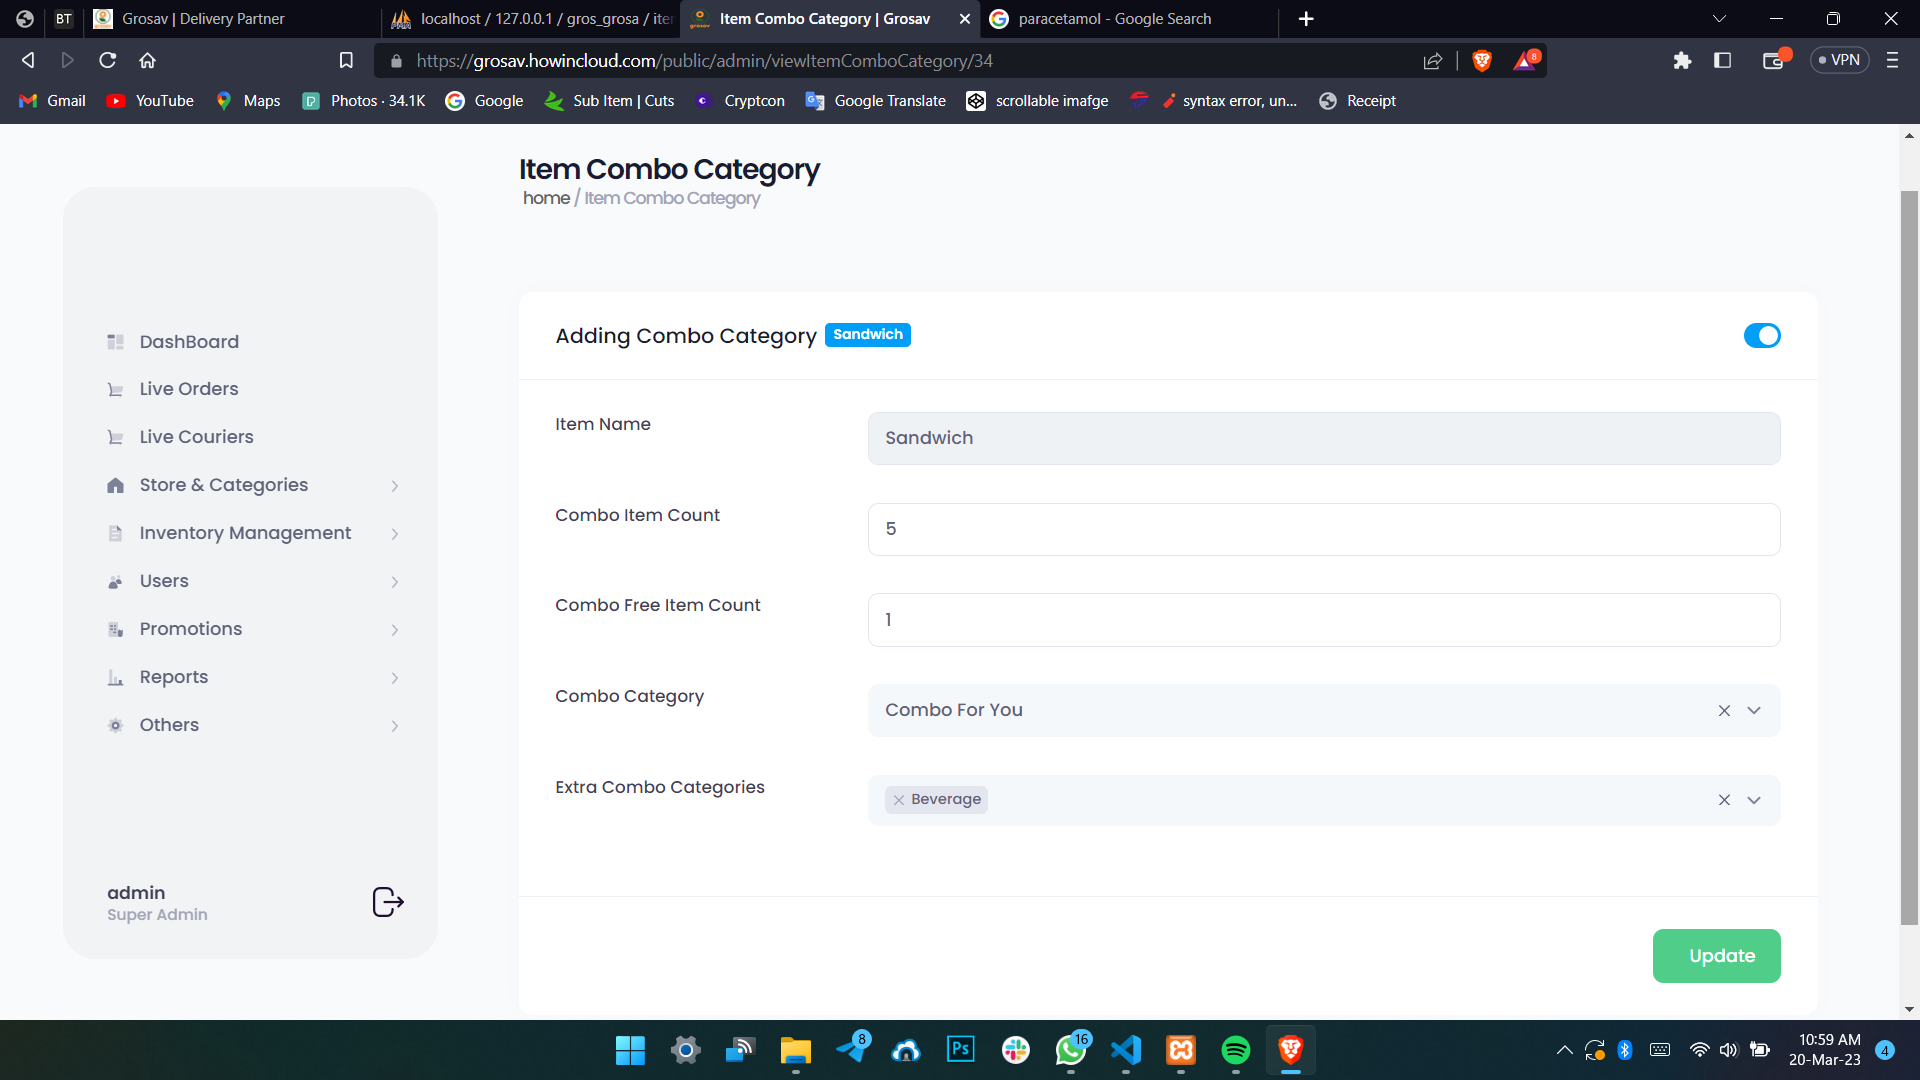 BT
Grosav | Delivery Partner
localhost / 127.0.0.1 / gros_grosa / iter
Item Combo Category | Grosav
paracetamol - Google Search
https://grosav.howincloud.com/public/admin/viewItemComboCategory/34
8
VPN
Gmail
YouTube
Maps
Photos · 34.1K
Google
Sub Item | Cuts
Cryptcon
Google Translate
scrollable imafge
syntax error, un...
Receipt
Item Combo Category
home / Item Combo Category
DashBoard
Live Orders
Live Couriers
Store & Categories
Inventory Management
Users
Promotions
Reports
Others
admin
Super Admin
Adding Combo Category Sandwich
Item Name
Sandwich
Combo Item Count
5
Combo Free Item Count
1
Combo Category
Combo For You
Extra Combo Categories
Beverage
Update
8
Ps
16
10:59 AM
20-Mar-23
4